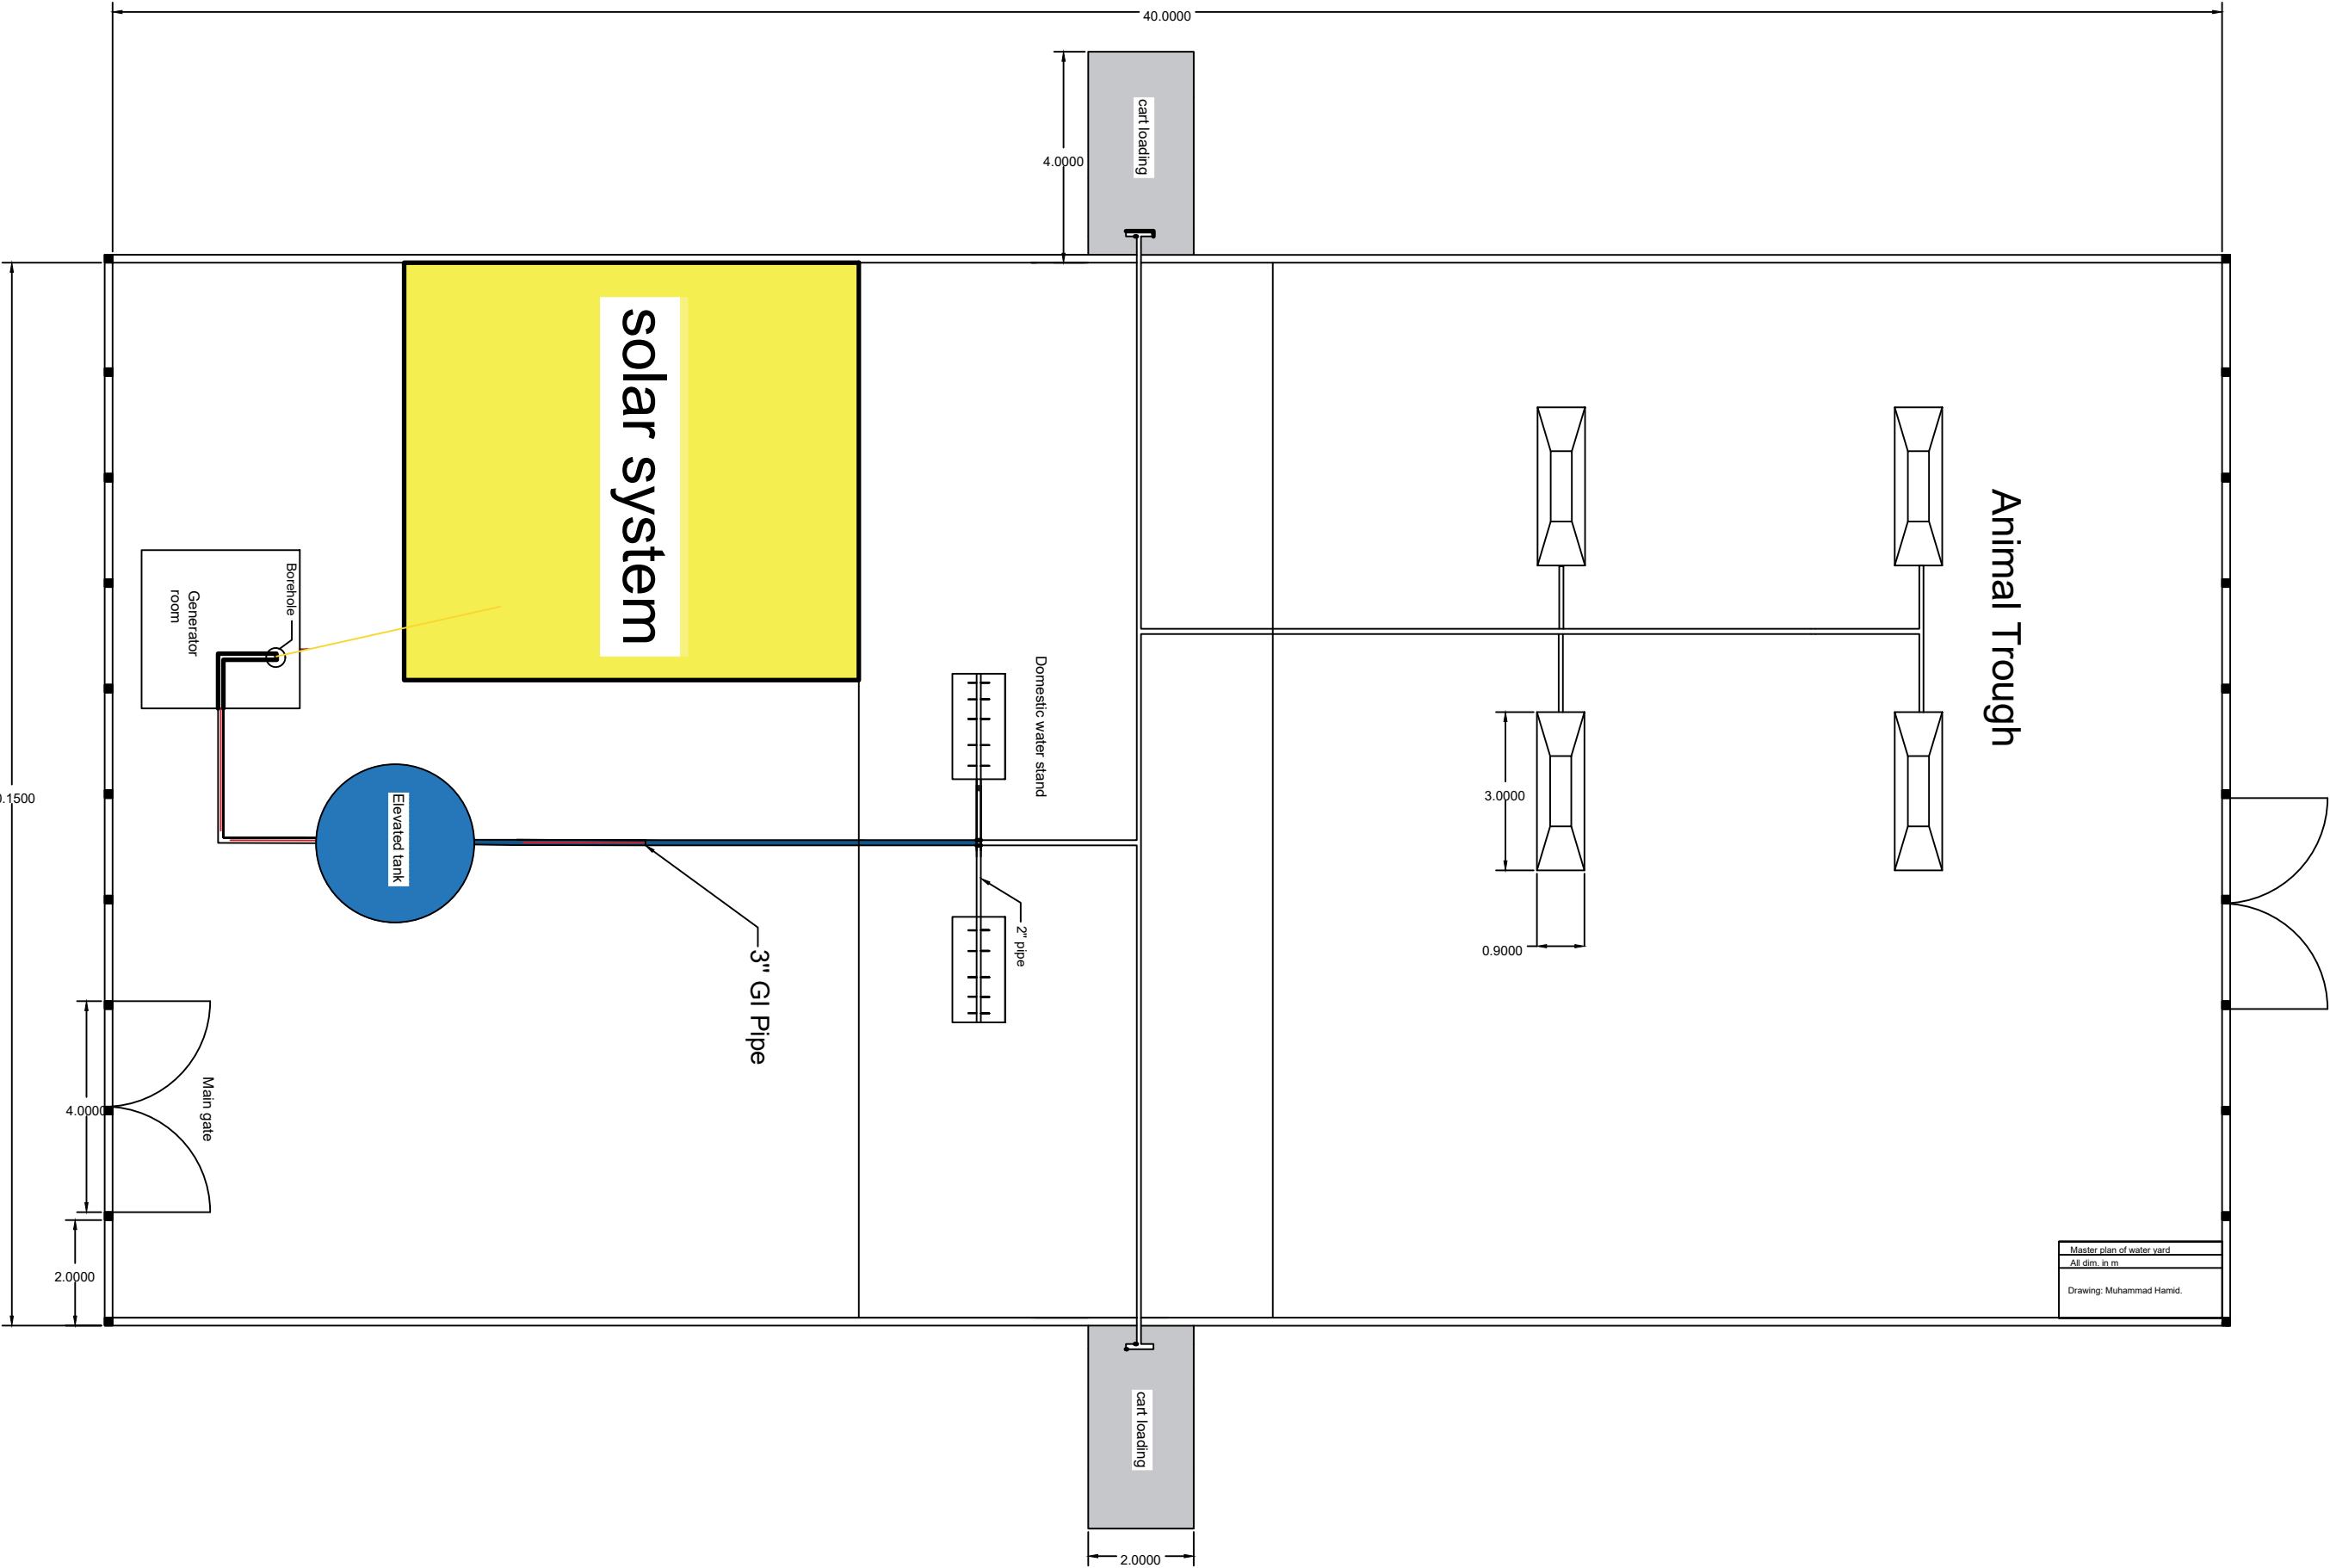 40.0000
4.0000
cart loading
solar system
Animal Trough
Borehole
Generator
room
Domestic water stand
3.0000
0.1500
Elevated tank
2" pipe
0.9000
3" GI Pipe
Main gate
4.0000
2.0000
Master plan of water yard
All dim. in m
Drawing: Muhammad Hamid.
cart loading
2.0000